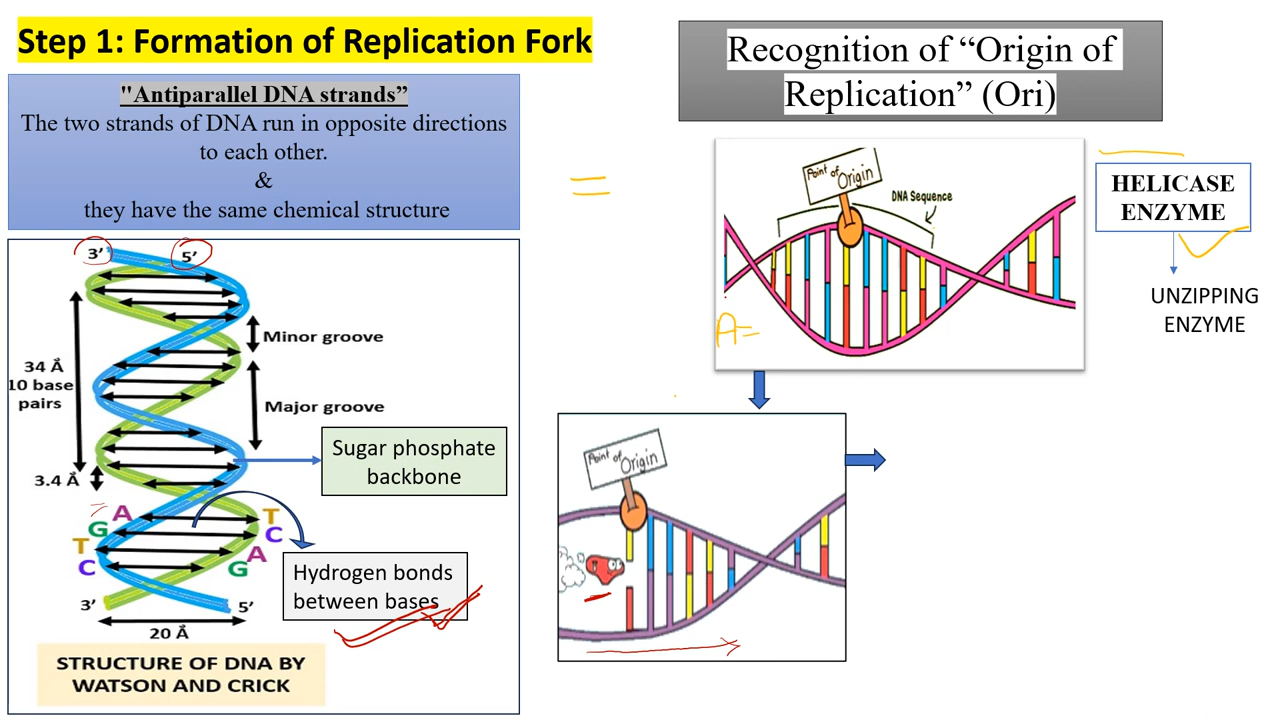 Step 1: Formation of Replication Fork
"Antiparallel DNA strands”
The two strands of DNA run in opposite directions
to each other.
&
they have the same chemical structure
3’
5’
Minor groove
34 Å
10 base
pairs
Major groove
Sugar phosphate
backbone
3.4 Å
A
G
T
C
T
C
A
G
Hydrogen bonds
between bases
3’
5’
20 Å
STRUCTURE OF DNA BY
WATSON AND CRICK
Recognition of “Origin of
Replication” (Ori)
Point of
Origin
DNA Sequence
A=
HELICASE
ENZYME
UNZIPPING
ENZYME
Point of
Origin